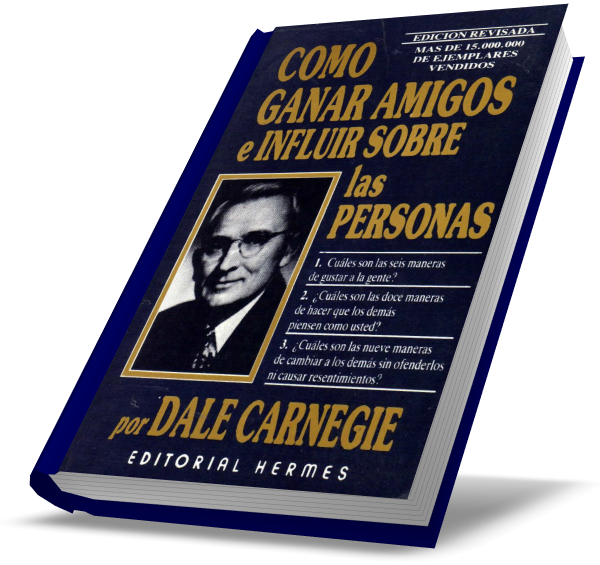 EDICION REVISADA
MAS DE 15.000.000
DE EJEMPLARES
VENDIDOS
COMO
GANAR AMIGOS
e INFLUIR SOBRE
las
PERSONAS
1. Cuáles son las seis maneras
de gustar a la gente?
2. ¿Cuáles son las doce maneras
de hacer que los demás
piensen como usted?
3. ¿Cuáles son las nueve maneras
de cambiar a los demás sin ofenderlos
ni causar resentimientos?
por DALE CARNEGIE
EDITORIAL HERMES